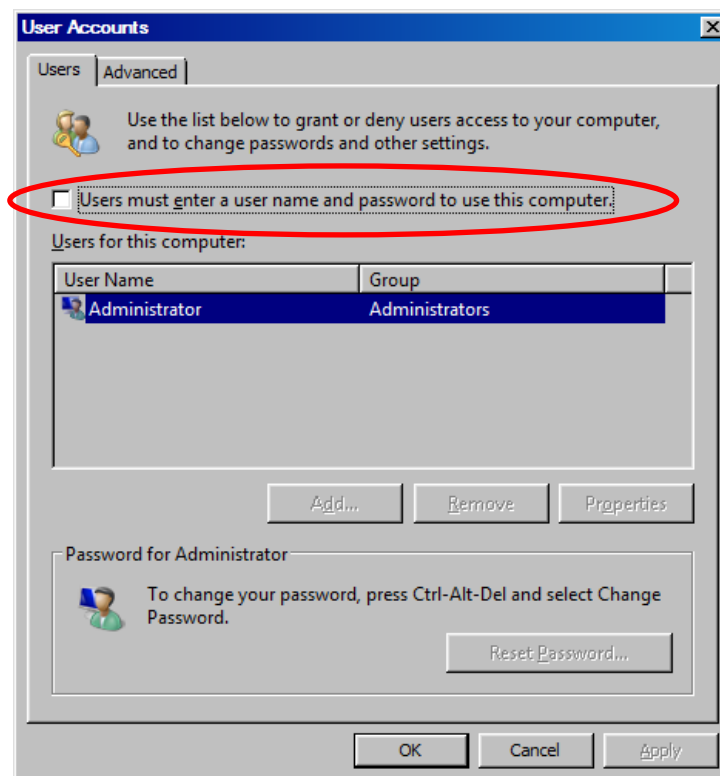 User Accounts
Users
Advanced
Use the list below to grant or deny users access to your computer,
and to change passwords and other settings.
Users must enter a user name and password to use this computer.
Users for this computer:
User Name Group
Administrator Administrators
Add... Remove Properties
Password for Administrator
To change your password, press Ctrl-Alt-Del and select Change
Password.
Reset Password...
OK Cancel Apply